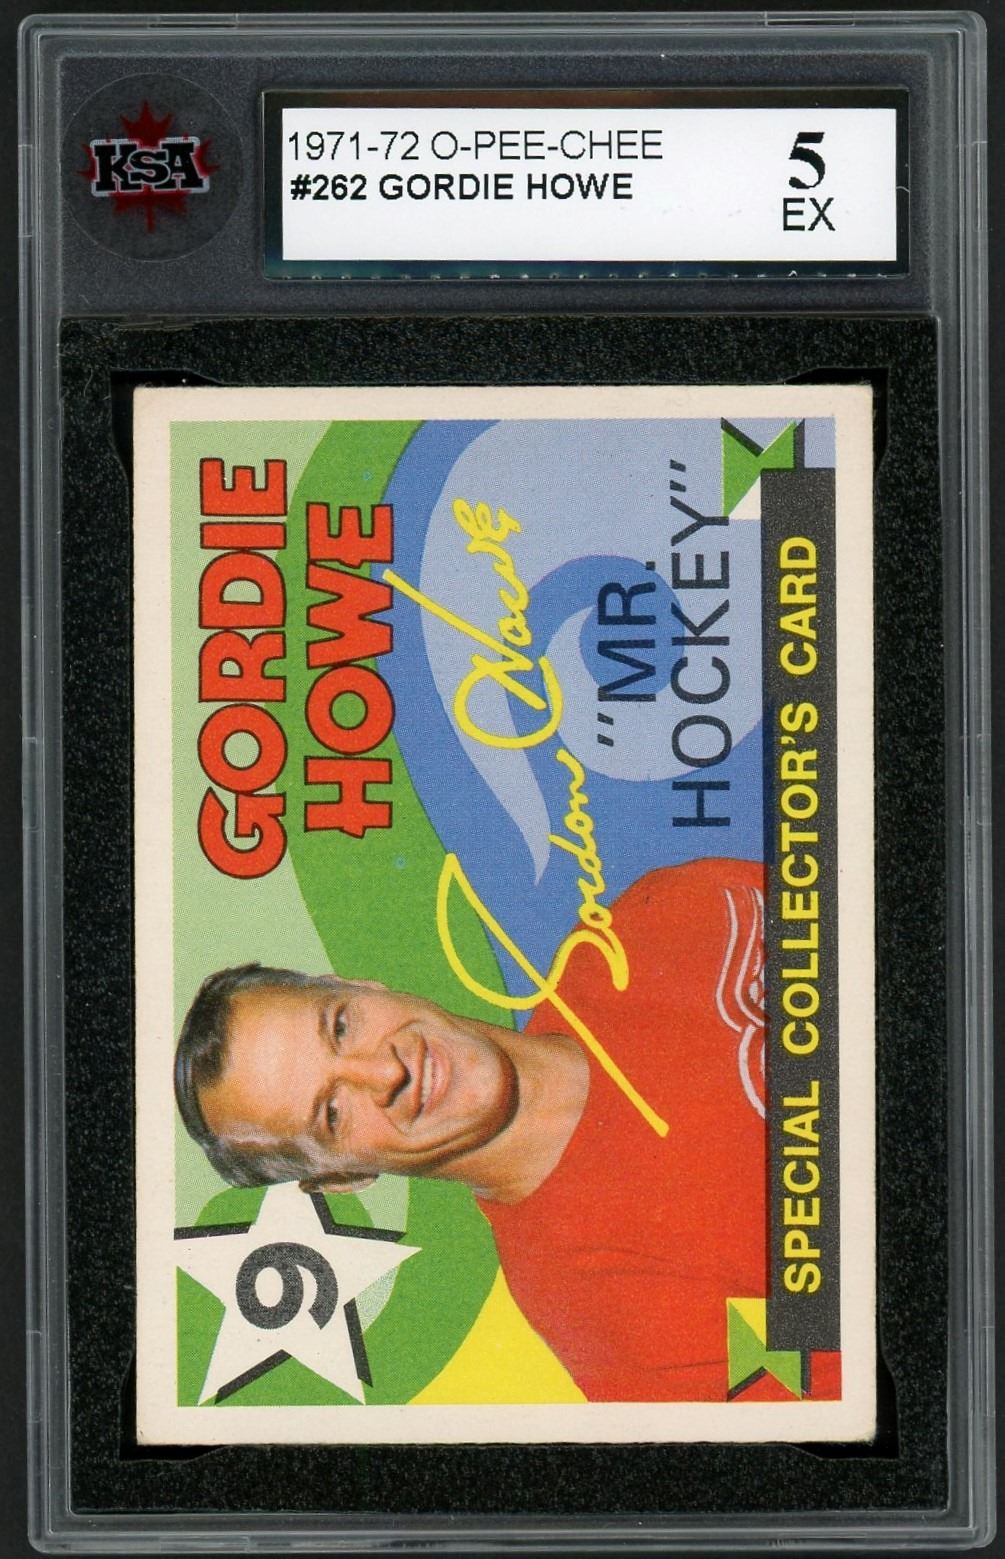 KSA
1971-72 O-PEE-CHEE
#262 GORDIE HOWE
5
EX
GORDIE
HOWE
Gordon Howe
"MR.
HOCKEY"
9
SPECIAL COLLECTOR'S CARD